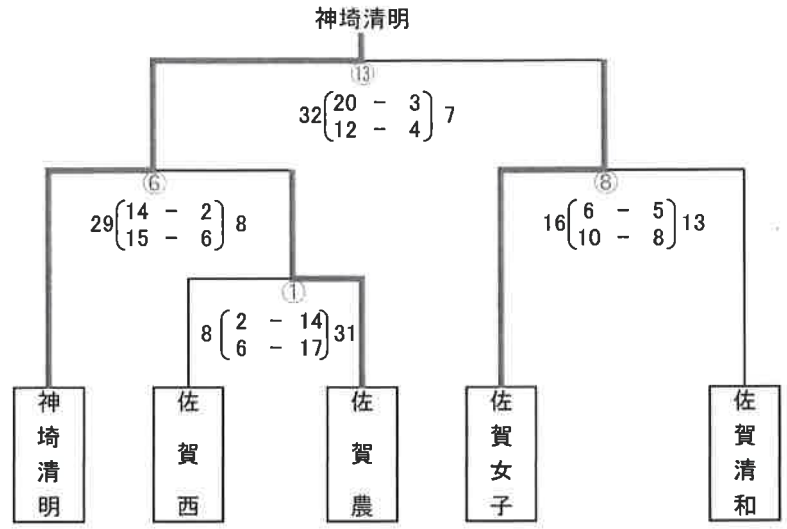 神埼清明
⑬
32 20 - 3 7
12 - 4
⑥ ⑧
29 14 - 2 8
15 - 6
16 6 - 5 13
10 - 8
①
8 2 - 14 31
6 - 17
神埼清明
佐賀西
佐賀農
佐賀女子
佐賀清和